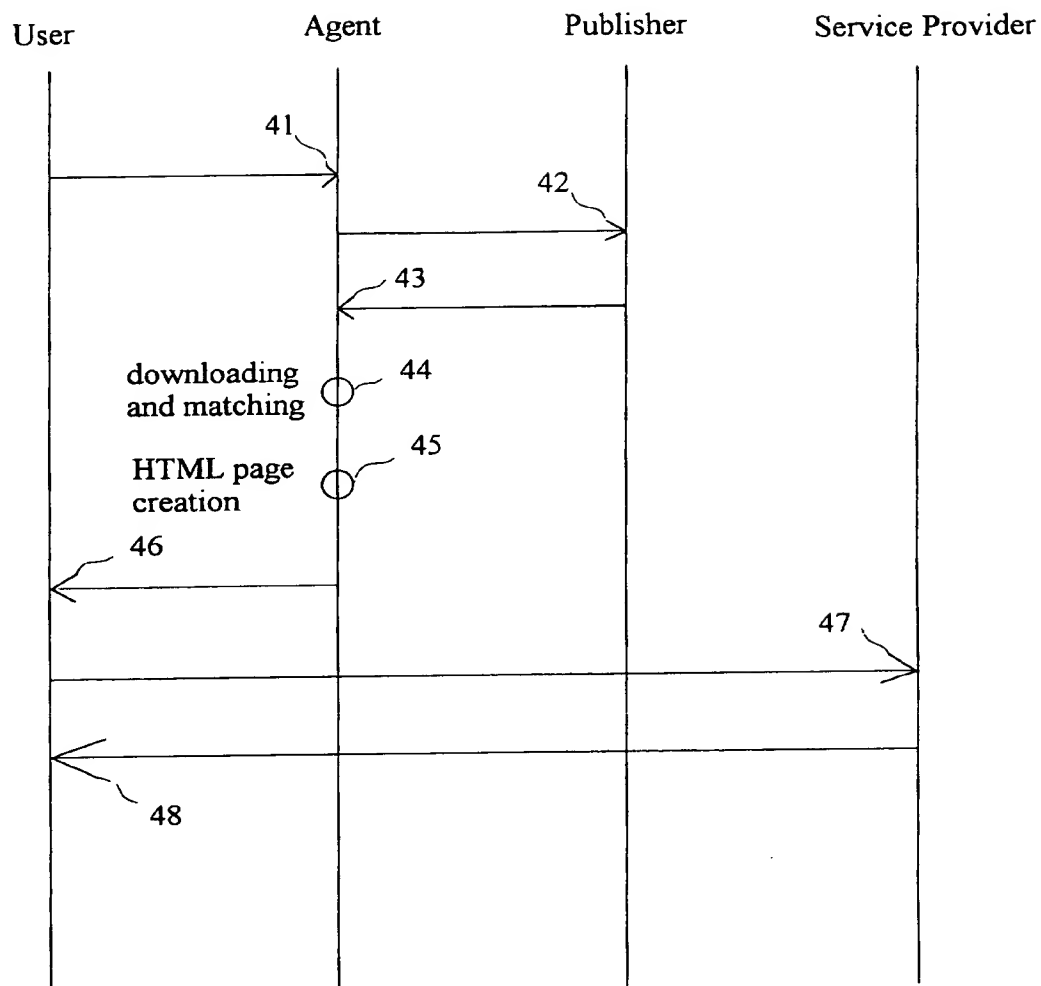 User
Agent
Publisher
Service Provider
41
42
43
downloading
and matching
44
45
HTML page
creation
46
47
48